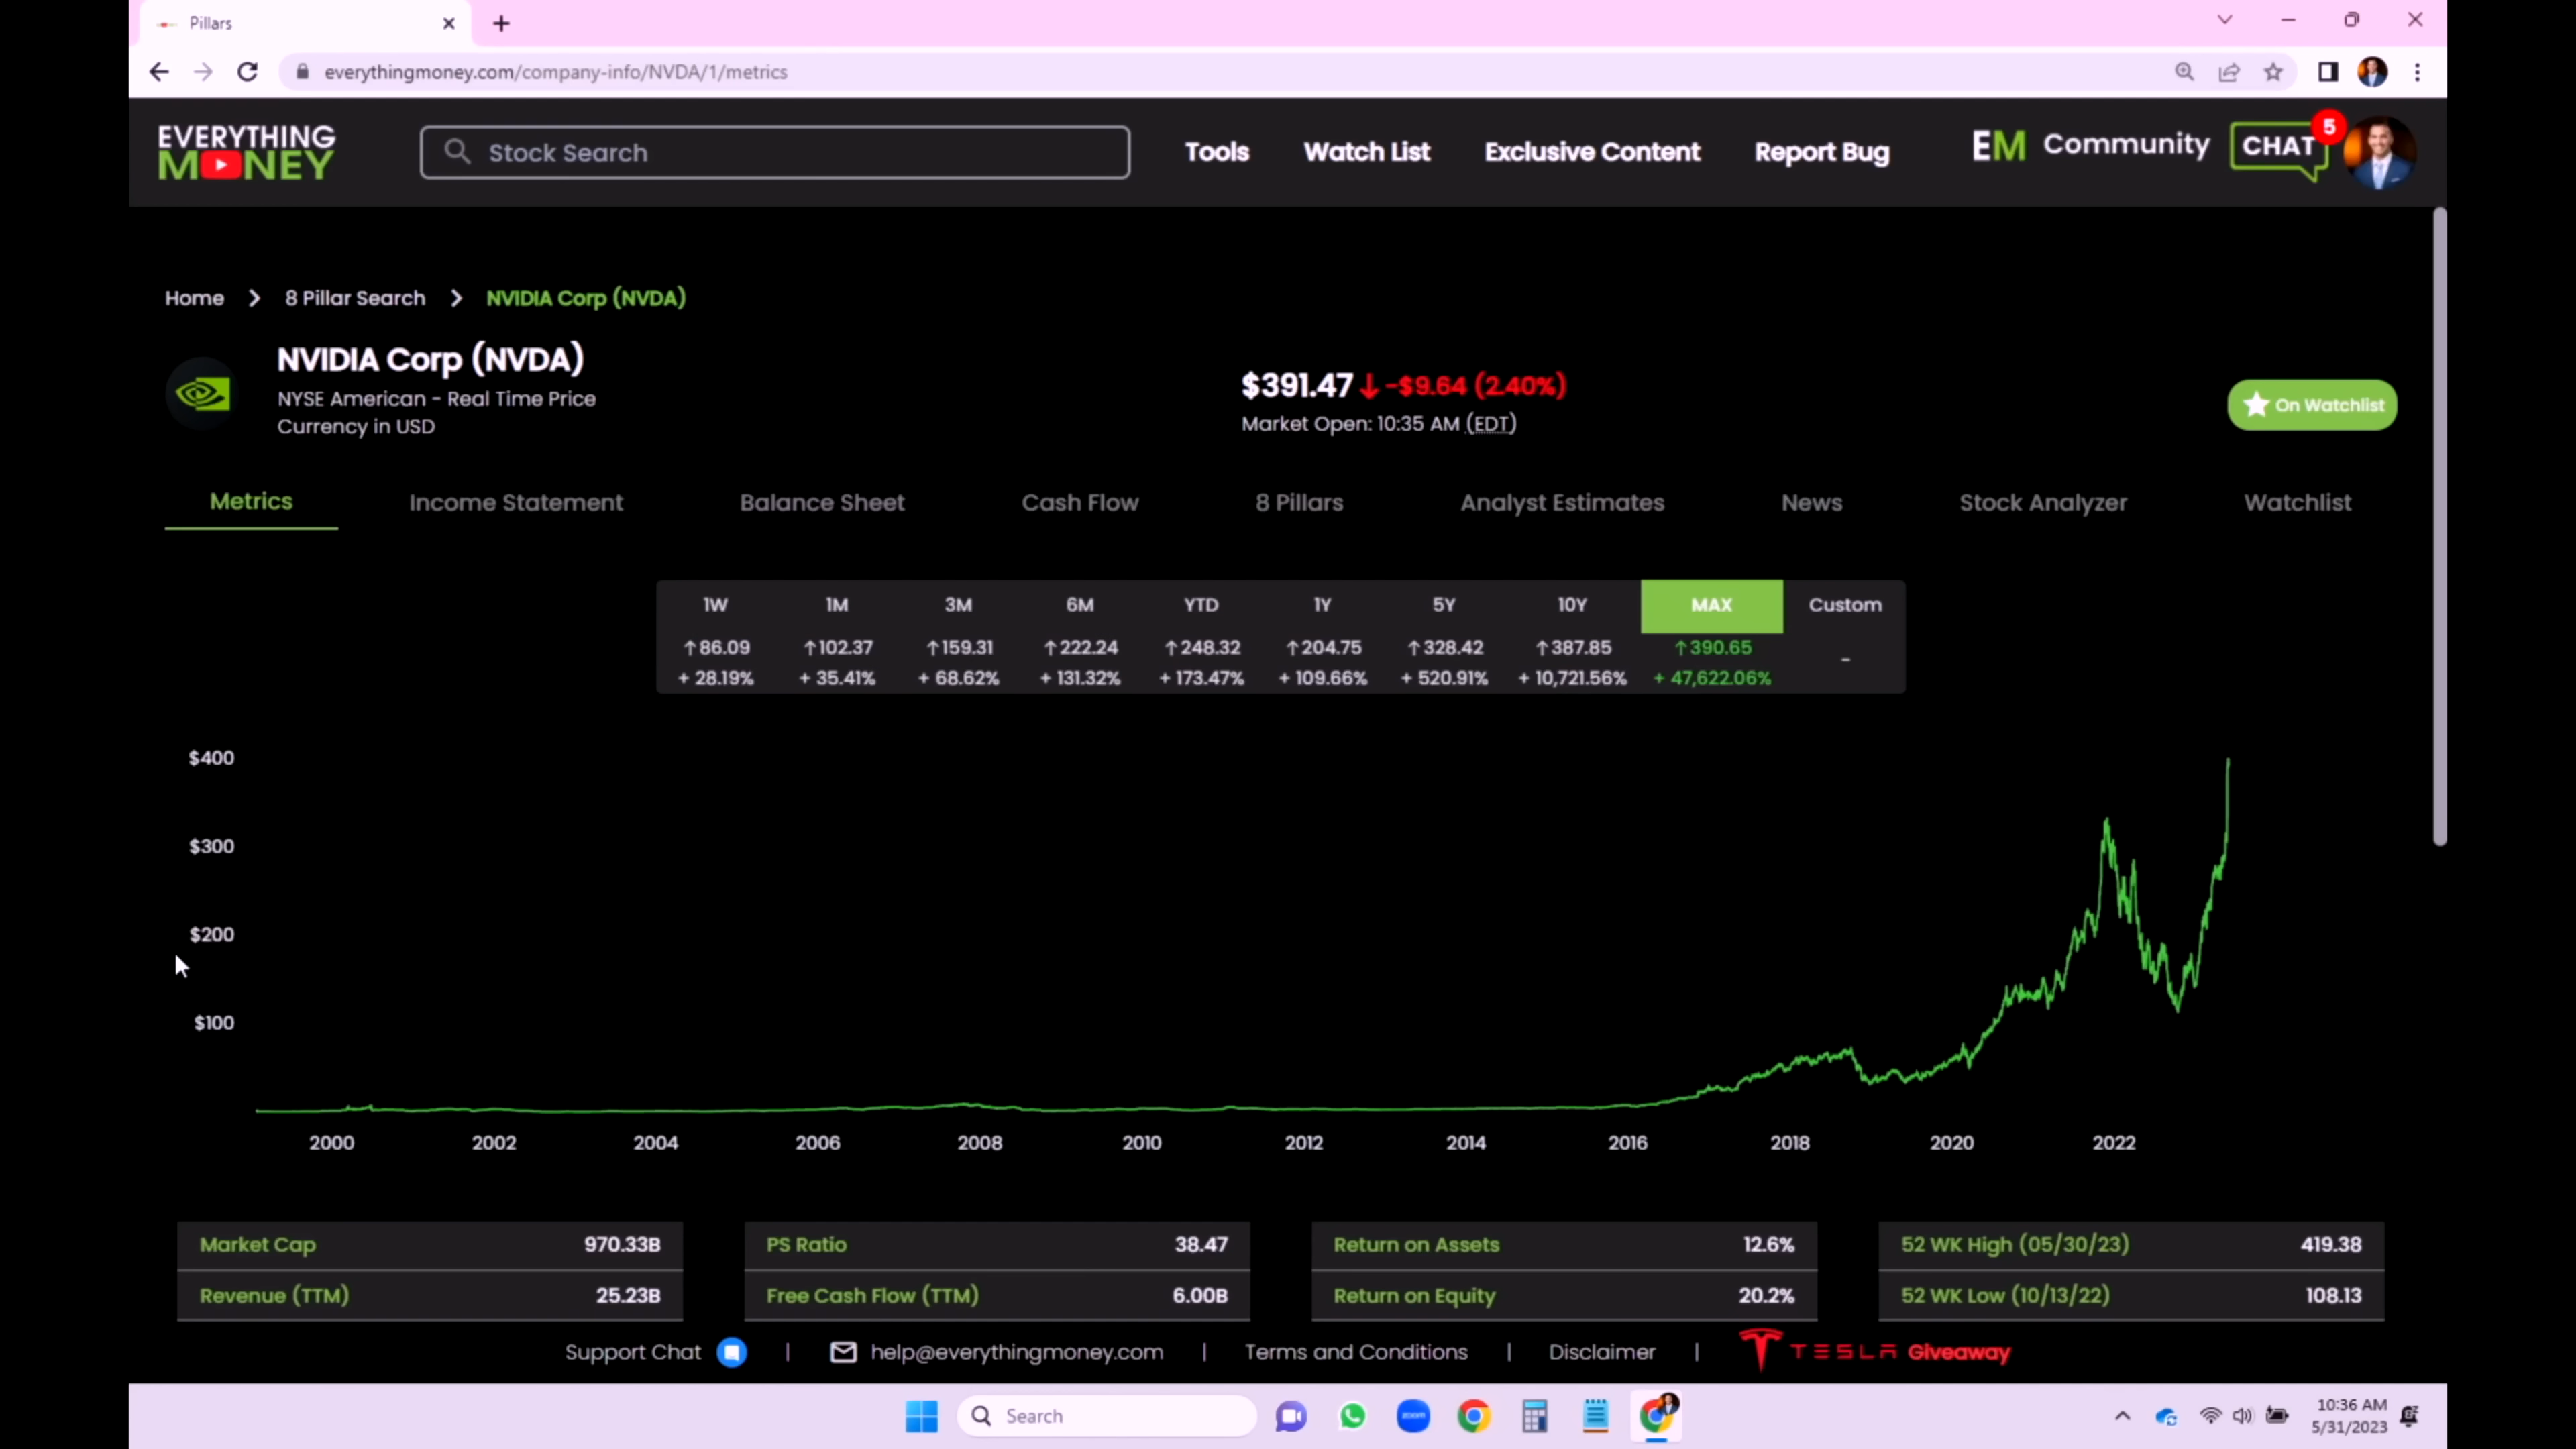 Pillars
everythingmoney.com/company-info/NVDA/1/metrics
EVERYTHING
MONEY
Stock Search
Tools
Watch List
Exclusive Content
Report Bug
EM Community
CHAT
5
Home
8 Pillar Search
NVIDIA Corp (NVDA)
NVIDIA Corp (NVDA)
NYSE American - Real Time Price
Currency in USD
$391.47 ↓ -$9.64 (2.40%)
Market Open: 10:35 AM (EDT)
On Watchlist
Metrics
Income Statement
Balance Sheet
Cash Flow
8 Pillars
Analyst Estimates
News
Stock Analyzer
Watchlist
1W 1M 3M 6M YTD 1Y 5Y 10Y MAX Custom
↑86.09 ↑102.37 ↑159.31 ↑222.24 ↑248.32 ↑204.75 ↑328.42 ↑387.85 ↑390.65 -
+ 28.19% + 35.41% + 68.62% + 131.32% + 173.47% + 109.66% + 520.91% + 10,721.56% + 47,622.06%
$400
$300
$200
$100
2000 2002 2004 2006 2008 2010 2012 2014 2016 2018 2020 2022
Market Cap 970.33B
Revenue (TTM) 25.23B
PS Ratio 38.47
Free Cash Flow (TTM) 6.00B
Return on Assets 12.6%
Return on Equity 20.2%
52 WK High (05/30/23) 419.38
52 WK Low (10/13/22) 108.13
Support Chat | help@everythingmoney.com | Terms and Conditions | Disclaimer | TESLA Giveaway
Search
zoom
10:36 AM
5/31/2023